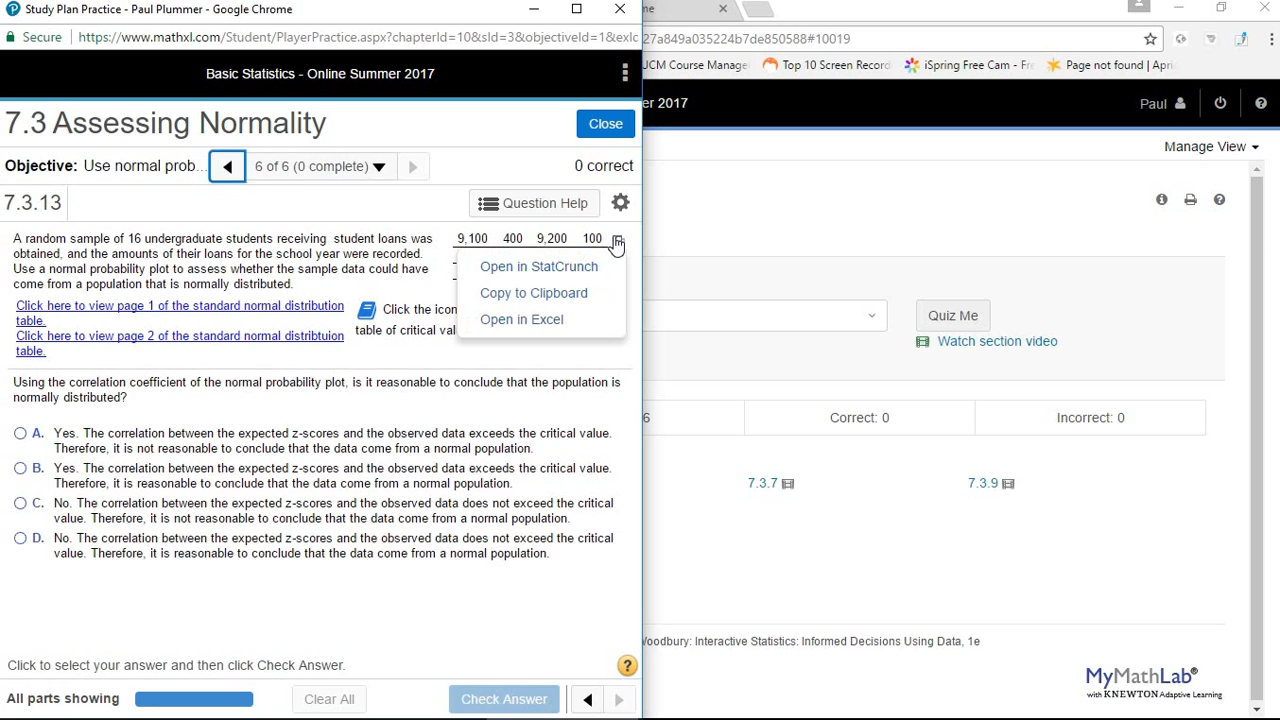 Study Plan Practice - Paul Plummer - Google Chrome
Secure https://www.mathxl.com/Student/PlayerPractice.aspx?chapterId=10&sId=3&objectiveId=1&exlc
Basic Statistics - Online Summer 2017
7.3 Assessing Normality
Close
Objective: Use normal prob... 6 of 6 (0 complete) 0 correct
7.3.13
Question Help
A random sample of 16 undergraduate students receiving student loans was
obtained, and the amounts of their loans for the school year were recorded.
Use a normal probability plot to assess whether the sample data could have
come from a population that is normally distributed.
9,100 400 9,200 100
Click here to view page 1 of the standard normal distribution
table.
Click here to view page 2 of the standard normal distribtuion
table.
Click the icon
table of critical val
Open in StatCrunch
Copy to Clipboard
Open in Excel
Using the correlation coefficient of the normal probability plot, is it reasonable to conclude that the population is
normally distributed?
A. Yes. The correlation between the expected z-scores and the observed data exceeds the critical value.
Therefore, it is not reasonable to conclude that the data come from a normal population.
B. Yes. The correlation between the expected z-scores and the observed data exceeds the critical value.
Therefore, it is reasonable to conclude that the data come from a normal population.
C. No. The correlation between the expected z-scores and the observed data does not exceed the critical
value. Therefore, it is not reasonable to conclude that the data come from a normal population.
D. No. The correlation between the expected z-scores and the observed data does not exceed the critical
value. Therefore, it is reasonable to conclude that the data come from a normal population.
Click to select your answer and then click Check Answer.
?
All parts showing
Clear All
Check Answer
me
27a849a035224b7de850588#10019
UCM Course Manage
Top 10 Screen Record
iSpring Free Cam - Fre
Page not found | Apri
mer 2017
Paul
?
Manage View
?
Quiz Me
Watch section video
6
Correct: 0
Incorrect: 0
7.3.7
7.3.9
Woodbury: Interactive Statistics: Informed Decisions Using Data, 1e
MyMathLab®
with KNEWTON Adaptive Learning